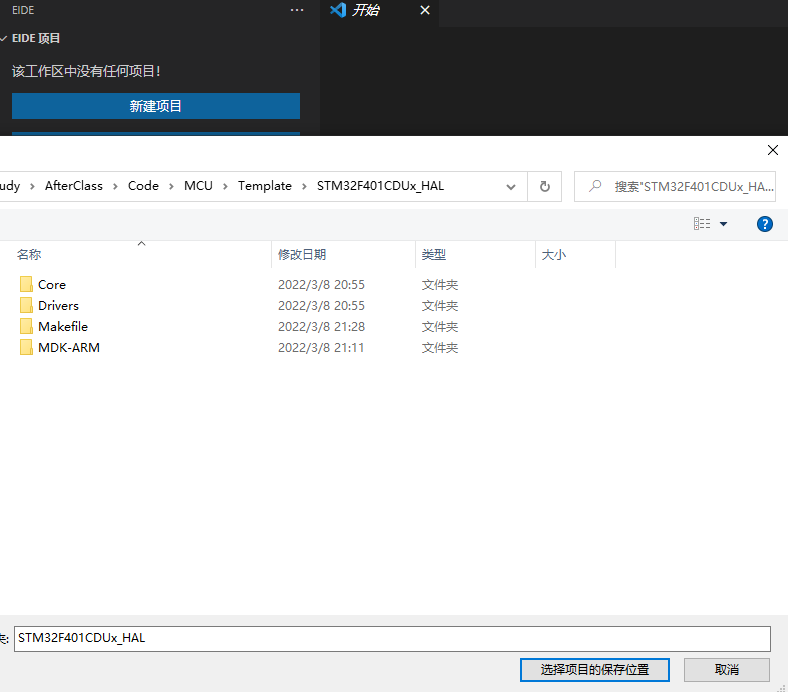 EIDE
开始
EIDE 项目
该工作区中没有任何项目!
新建项目
udy > AfterClass > Code > MCU > Template > STM32F401CDUx_HAL
搜索"STM32F401CDUx_HA...
名称 修改日期 类型 大小
Core 2022/3/8 20:55 文件夹
Drivers 2022/3/8 20:55 文件夹
Makefile 2022/3/8 21:28 文件夹
MDK-ARM 2022/3/8 21:11 文件夹
夹: STM32F401CDUx_HAL
选择项目的保存位置 取消